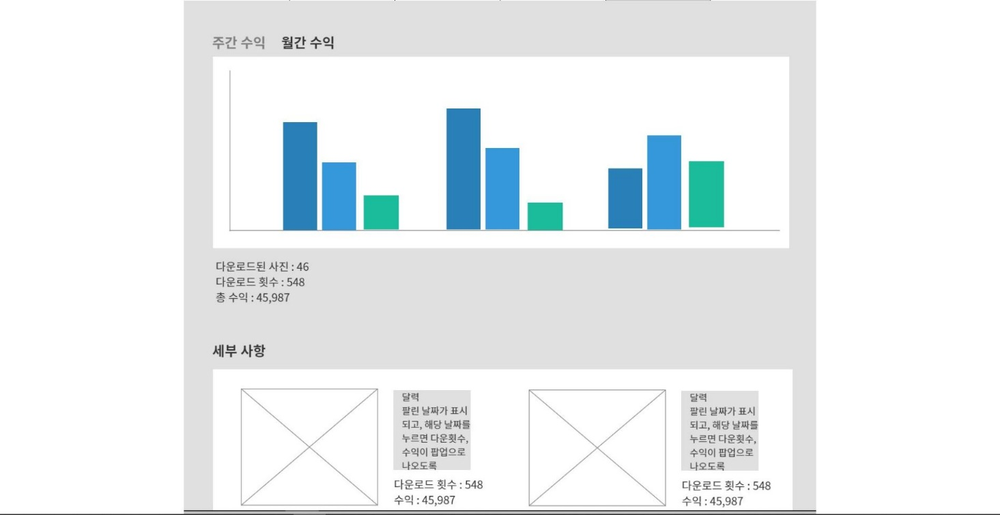 주간 수익 월간 수익
다운로드된 사진 : 46
다운로드 횟수 : 548
총 수익 : 45,987
세부 사항
달력
팔린 날짜가 표시
되고, 해당 날짜를
누르면 다운횟수,
수익이 팝업으로
나오도록
다운로드 횟수 : 548
수익 : 45,987
달력
팔린 날짜가 표시
되고, 해당 날짜를
누르면 다운횟수,
수익이 팝업으로
나오도록
다운로드 횟수 : 548
수익 : 45,987